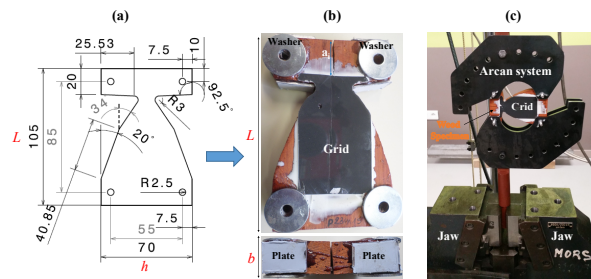 (a)
(b)
(c)
25.53
7.5
10
20
34
R3
92.5°
L
105
85
20°
R2.5
40.85
7.5
55
70
h
Washer
Washer
a
L
Grid
b
Plate
Plate
Arcan system
Grid
Jaw
Jaw
MORS